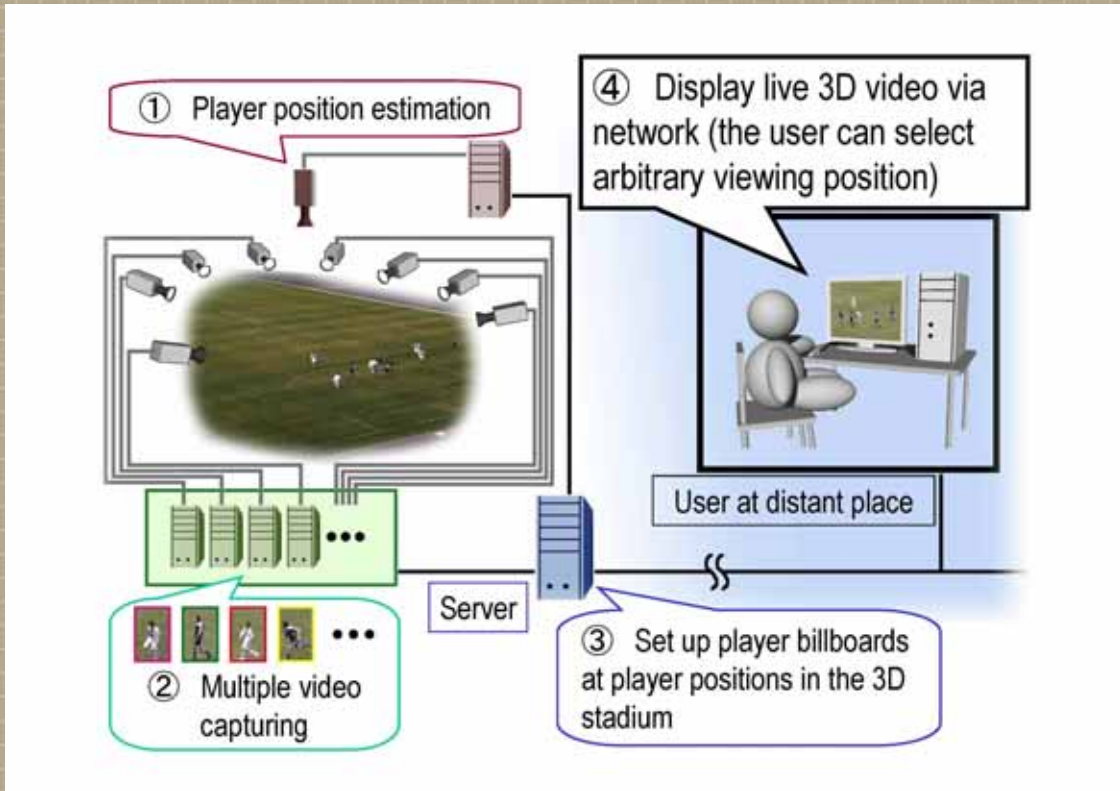 ① Player position estimation
④ Display live 3D video via
network (the user can select
arbitrary viewing position)
User at distant place
Server
② Multiple video
capturing
③ Set up player billboards
at player positions in the 3D
stadium